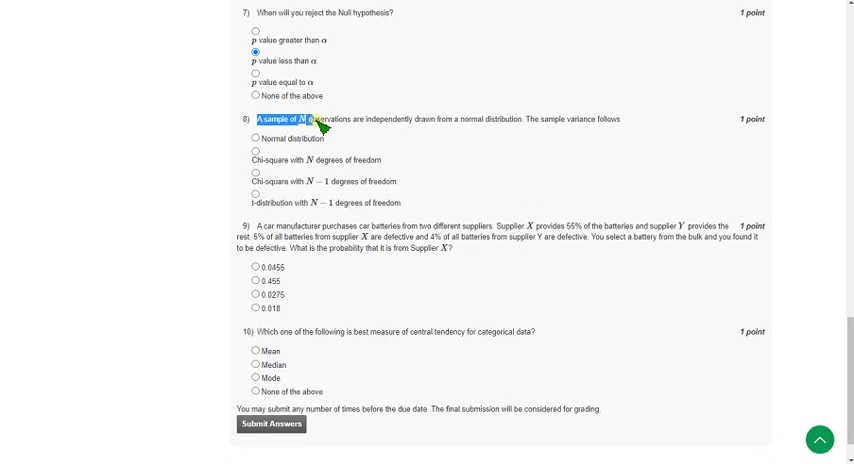 7) When will you reject the Null hypothesis? 1 point
p value greater than α
p value less than α
p value equal to α
None of the above
8) A sample of N observations are independently drawn from a normal distribution. The sample variance follows 1 point
Normal distribution
Chi-square with N degrees of freedom
Chi-square with N − 1 degrees of freedom
t-distribution with N − 1 degrees of freedom
9) A car manufacturer purchases car batteries from two different suppliers. Supplier X provides 55% of the batteries and supplier Y provides the 1 point
rest. 5% of all batteries from supplier X are defective and 4% of all batteries from supplier Y are defective. You select a battery from the bulk and you found it
to be defective. What is the probability that it is from Supplier X?
0.0455
0.455
0.0275
0.018
10) Which one of the following is best measure of central tendency for categorical data? 1 point
Mean
Median
Mode
None of the above
You may submit any number of times before the due date. The final submission will be considered for grading.
Submit Answers